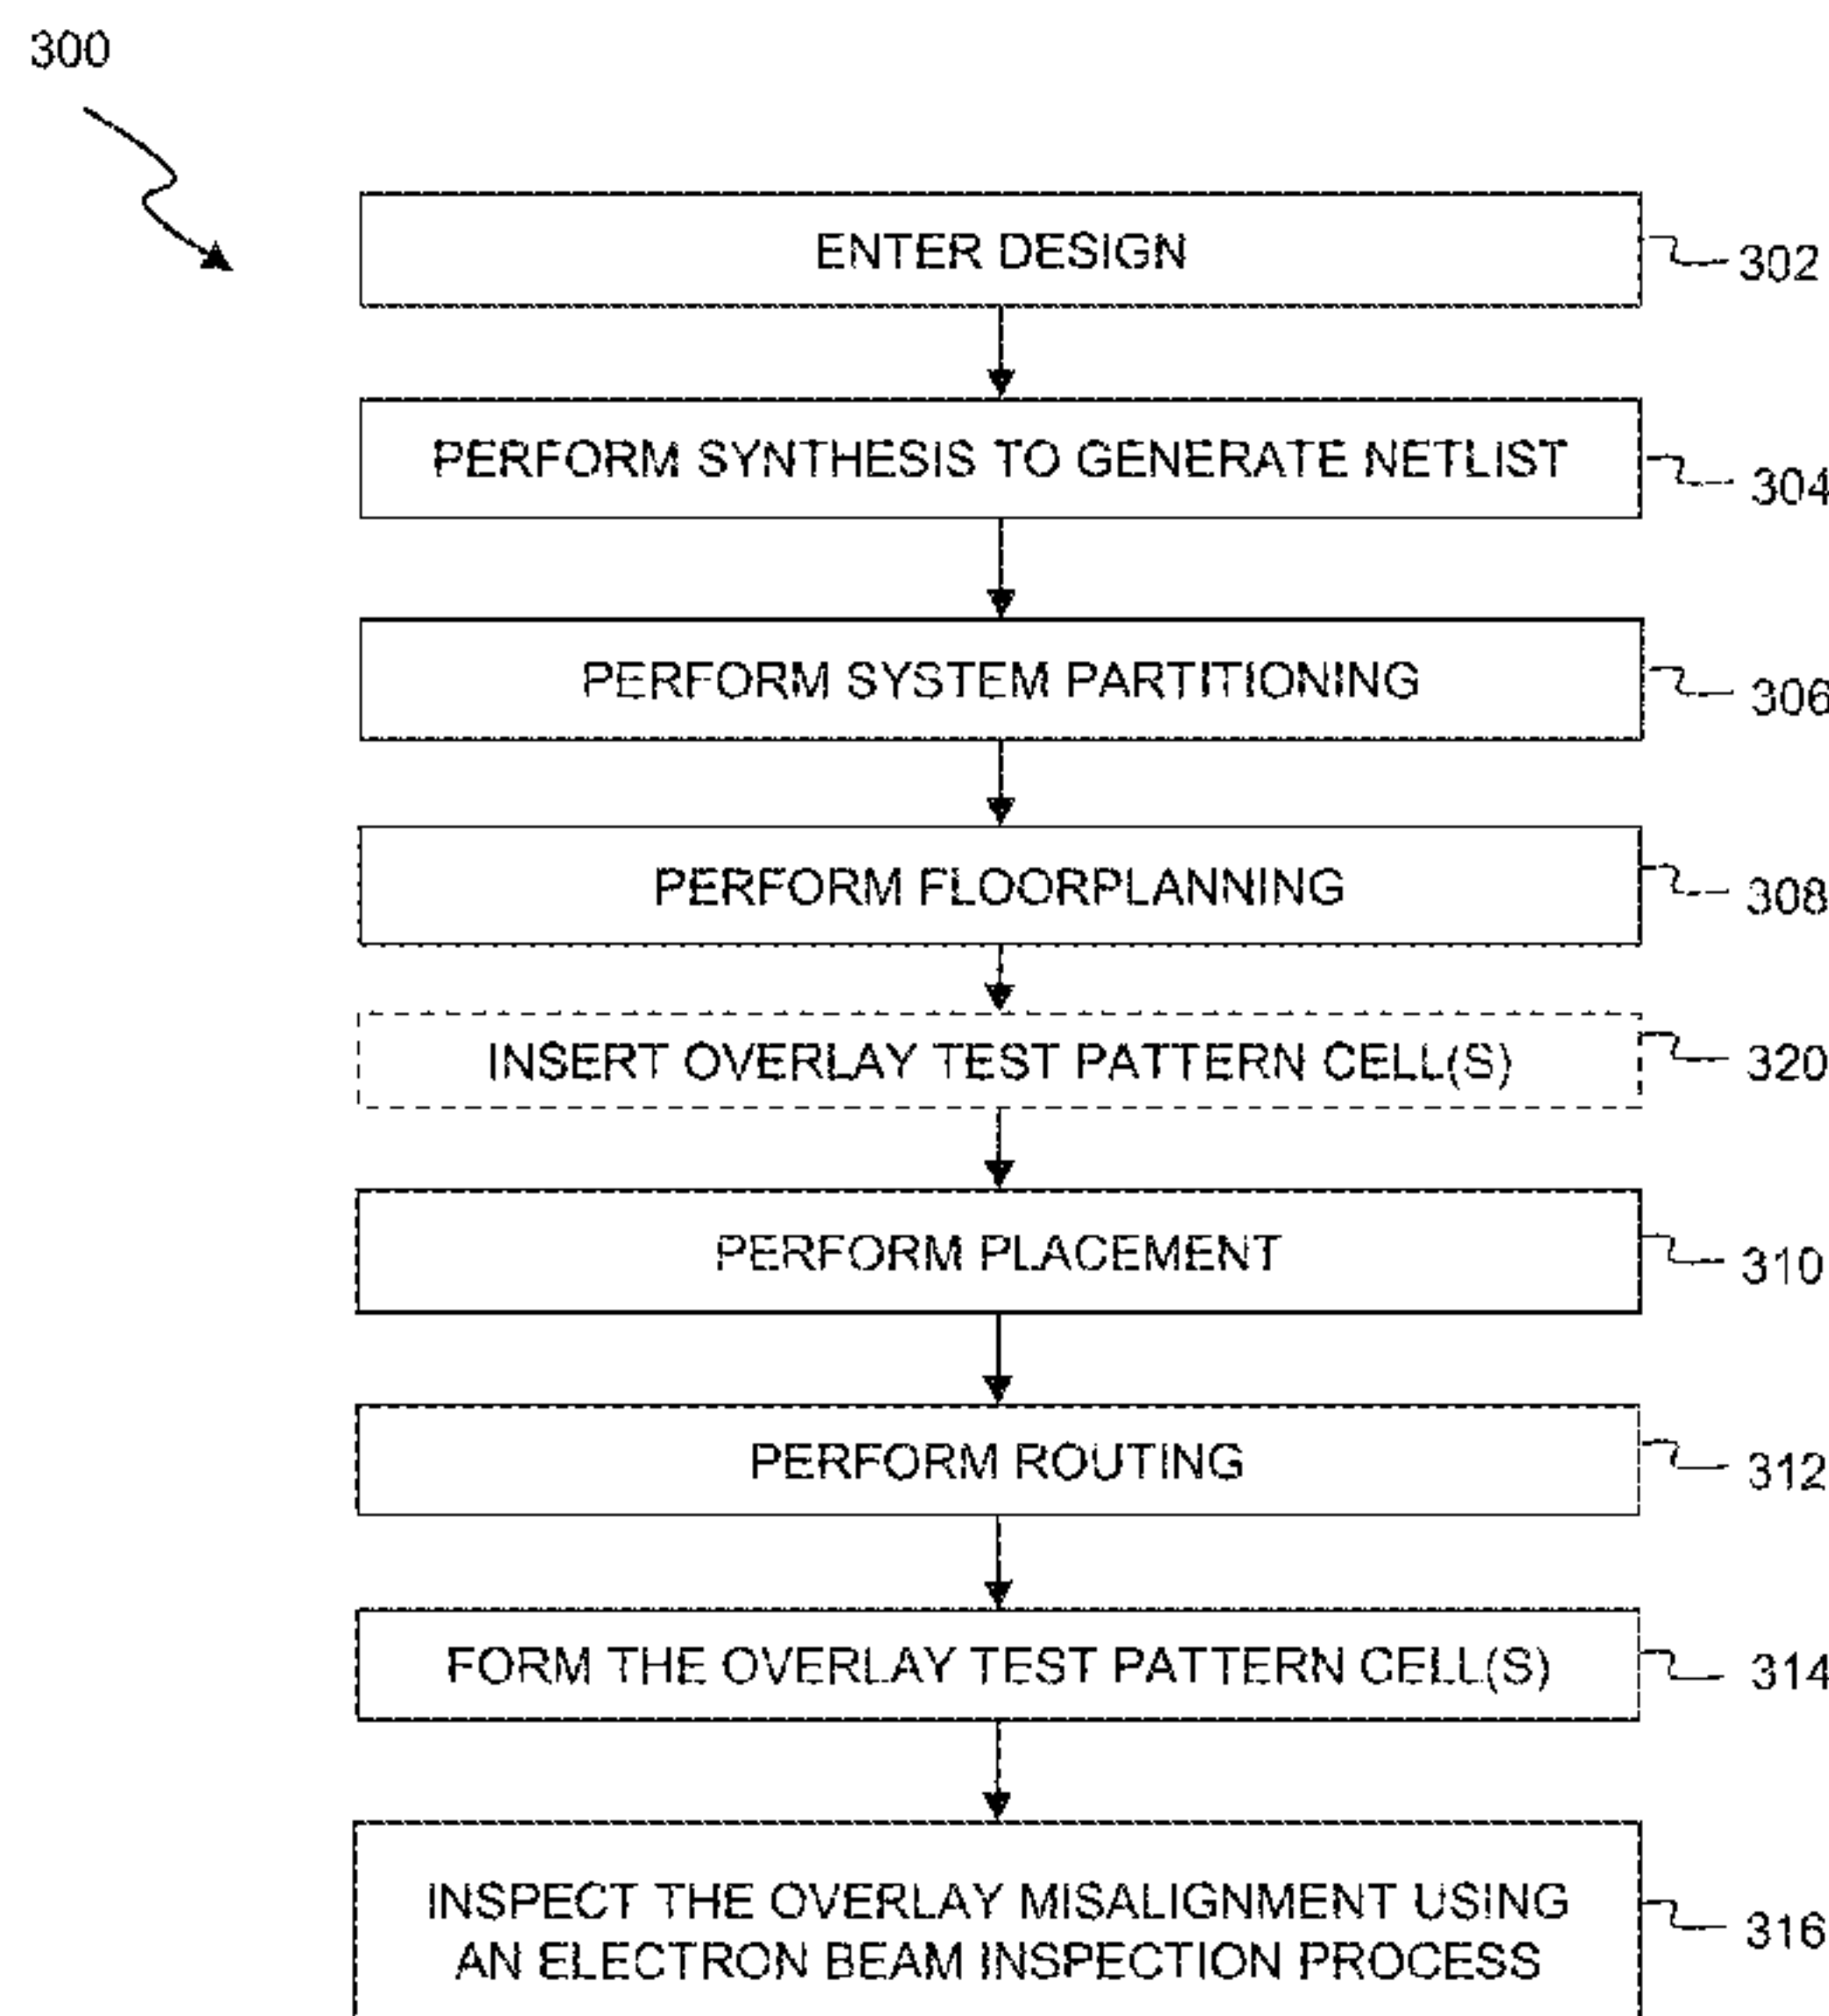 300
ENTER DESIGN
302
PERFORM SYNTHESIS TO GENERATE NETLIST
304
PERFORM SYSTEM PARTITIONING
306
PERFORM FLOORPLANNING
308
INSERT OVERLAY TEST PATTERN CELL(S)
320
PERFORM PLACEMENT
310
PERFORM ROUTING
312
FORM THE OVERLAY TEST PATTERN CELL(S)
314
INSPECT THE OVERLAY MISALIGNMENT USING
AN ELECTRON BEAM INSPECTION PROCESS
316